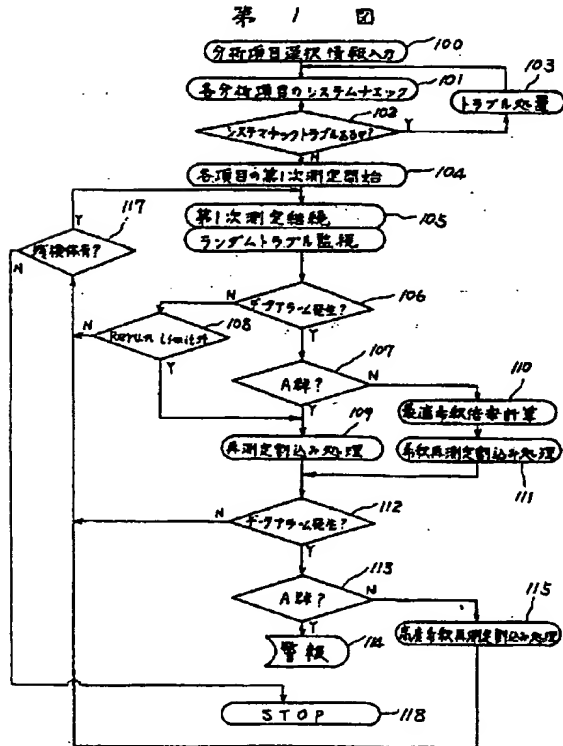 第1図
分析項目選択情報入力 100
各分析項目のシステムチェック 101
トラブル処置 103
システマチックトラブルあるか? 102
Y
N
各項目の第1次測定開始 104
第1次測定継続 105
ランダムトラブル監視
残検体有? 117
Y
N
データアラーム発生? 106
N
Y
Rerun Limit外 108
N
Y
A群? 107
N
Y
最適希釈倍率計算 110
再測定割込み処理 109
希釈再測定割込み処理 111
データアラーム発生? 112
N
Y
A群? 113
N
Y
高度希釈再測定割込み処理 115
警報 114
STOP 118